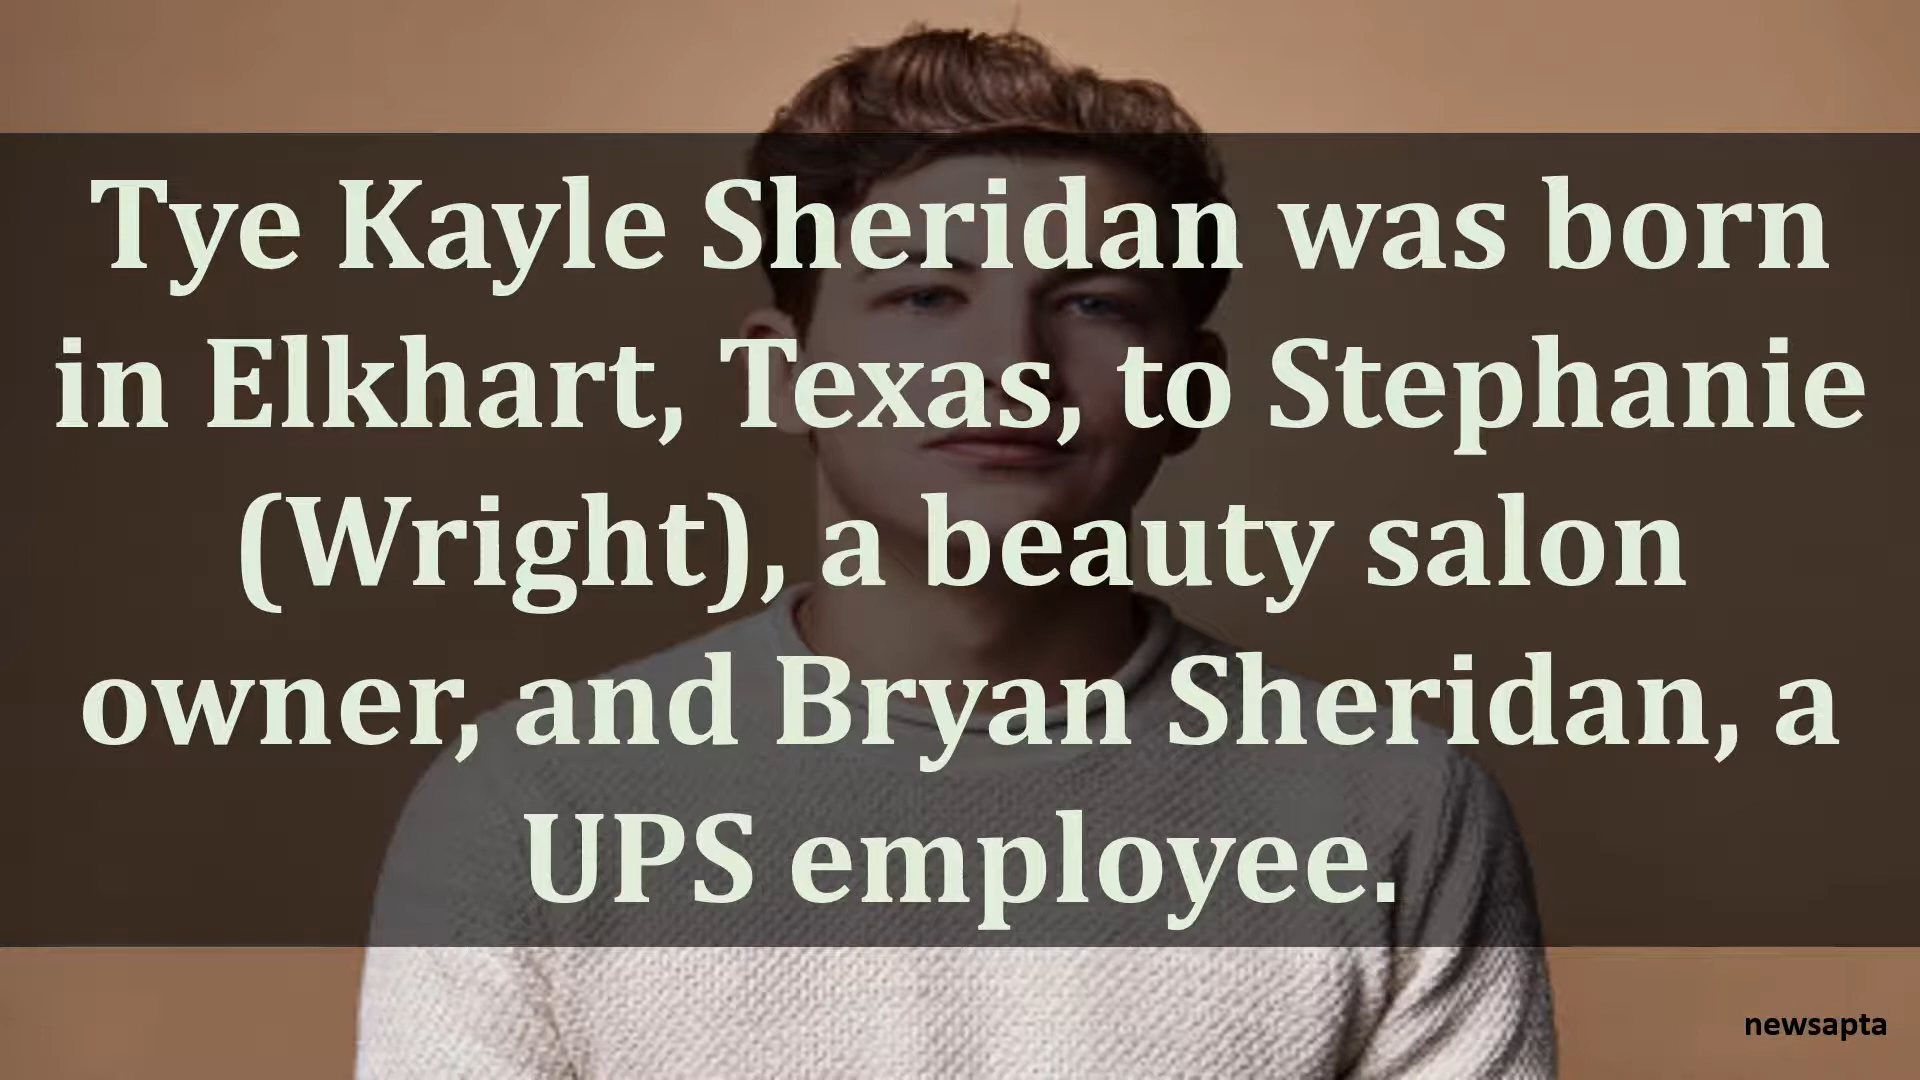 Tye Kayle Sheridan was born
in Elkhart, Texas, to Stephanie
(Wright), a beauty salon
owner, and Bryan Sheridan, a
UPS employee.
newsapta